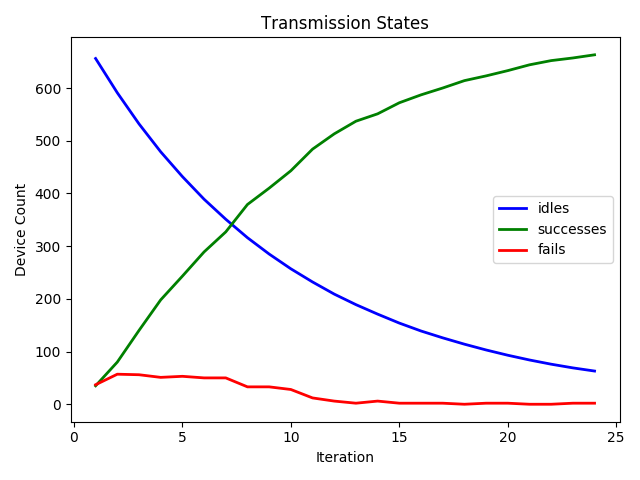 Transmission States
Device Count
600
500
400
300
200
100
0
idles
successes
fails
0 5 10 15 20 25
Iteration